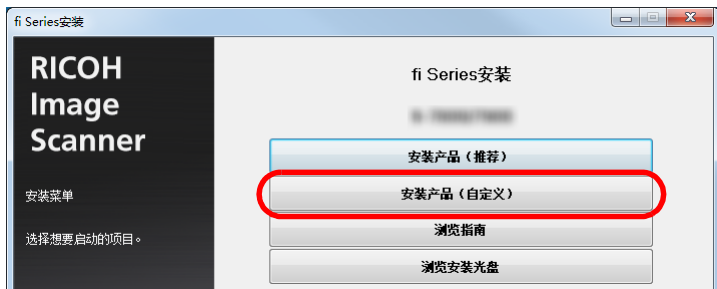 fi Series安装
RICOH
Image
Scanner
安装菜单
选择想要启动的项目。
fi Series安装
安装产品（推荐）
安装产品（自定义）
浏览指南
浏览安装光盘